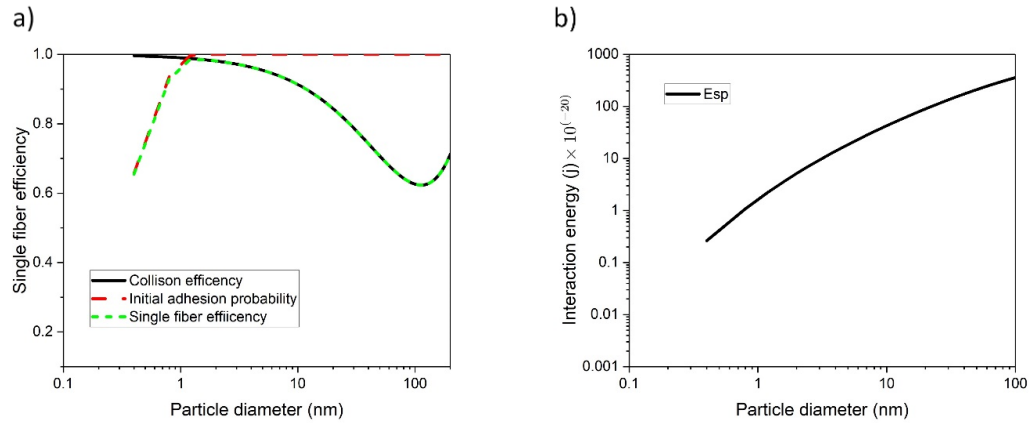 a)
1.0
0.8
0.6
0.4
0.2
Single fiber efficiency
Collison efficency
Initial adhesion probability
Single fiber effiicency
0.1
1
10
100
Particle diameter (nm)
b)
1000
100
10
1
0.1
0.01
0.001
Interaction energy (j) × 10^(−20)
Esp
0.1
1
10
100
Particle diameter (nm)